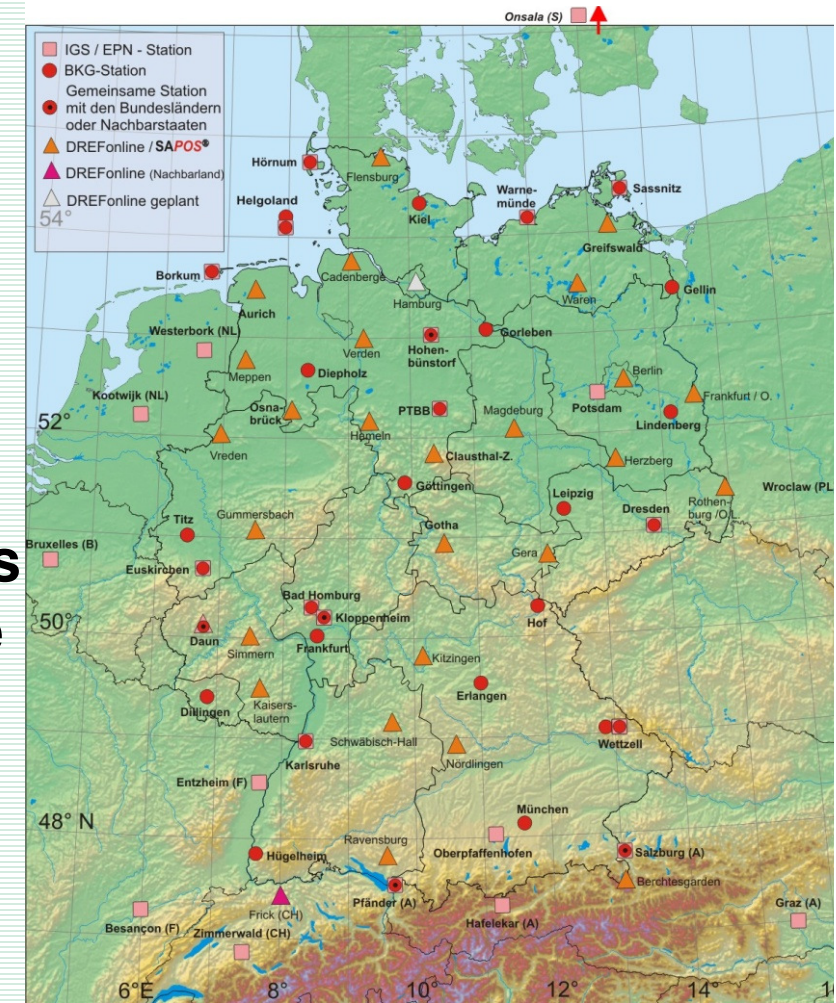 Onsala (S)
IGS / EPN - Station
BKG-Station
Gemeinsame Station
mit den Bundesländern
oder Nachbarstaaten
DREFonline / SAPOS®
DREFonline (Nachbarland)
DREFonline geplant
Hörnum
Flensburg
Helgoland
Kiel
Warne-
münde
Sassnitz
54°
Greifswald
Borkum
Cadenberge
Hamburg
Waren
Gellin
Aurich
Westerbork (NL)
Verden
Hohen-
bünstorf
Gorleben
Meppen
Diepholz
Berlin
Kootwijk (NL)
Potsdam
Frankfurt / O.
Osna-
brück
PTBB
Magdeburg
Lindenberg
52°
Hameln
Vreden
Clausthal-Z.
Herzberg
Göttingen
Leipzig
Rothen-
burg /O.L.
Wroclaw (PL
Titz
Gummersbach
Gotha
Dresden
Bruxelles (B)
Gera
s
Euskirchen
Bad Homburg
Kloppenheim
50°
e
Hof
Daun
Simmern
Frankfurt
Kitzingen
Erlangen
Dillingen
Kaisers-
lautern
Schwäbisch-Hall
Wettzell
Karlsruhe
Nördlingen
Entzheim (F)
48° N
München
Ravensburg
Oberpfaffenhofen
Hügelheim
Salzburg (A)
Berchtesgarden
Pfänder (A)
Frick (CH)
Besançon (F)
Zimmerwald (CH)
Hafelekar (A)
Graz (A)
6°E
8°
10°
12°
14°